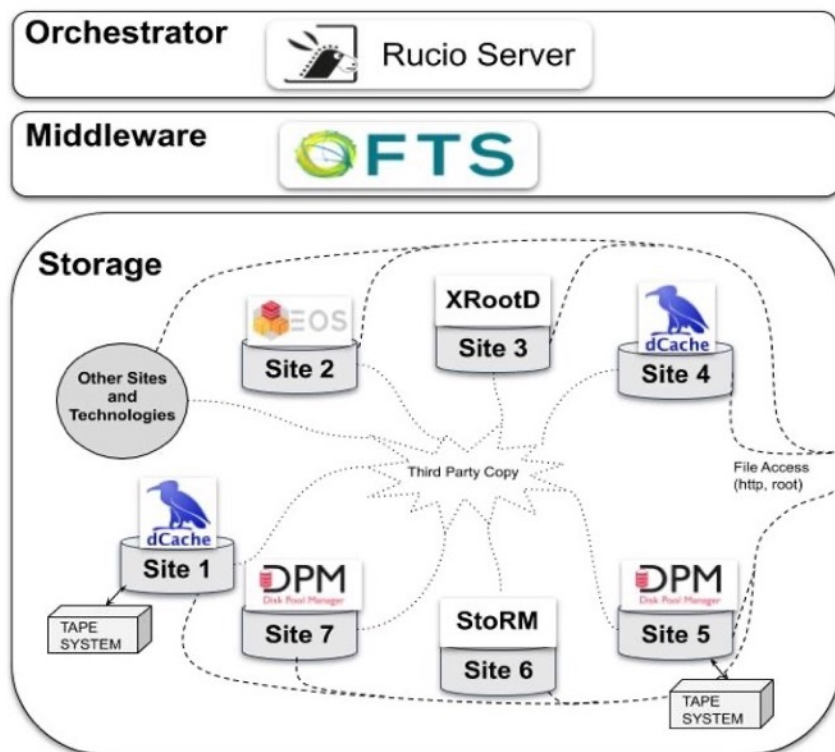 Orchestrator
Rucio Server
Middleware
FTS
Storage
EOS
Site 2
XRootD
Site 3
dCache
Site 4
Other Sites
and
Technologies
Third Party Copy
File Access
(http, root)
dCache
Site 1
TAPE
SYSTEM
DPM
Disk Pool Manager
Site 7
StoRM
Site 6
DPM
Disk Pool Manager
Site 5
TAPE
SYSTEM